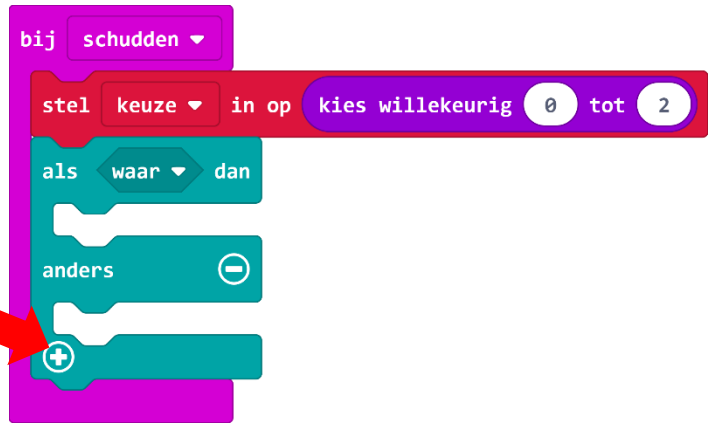 bij schudden
stel keuze in op kies willekeurig 0 tot 2
als waar dan
anders